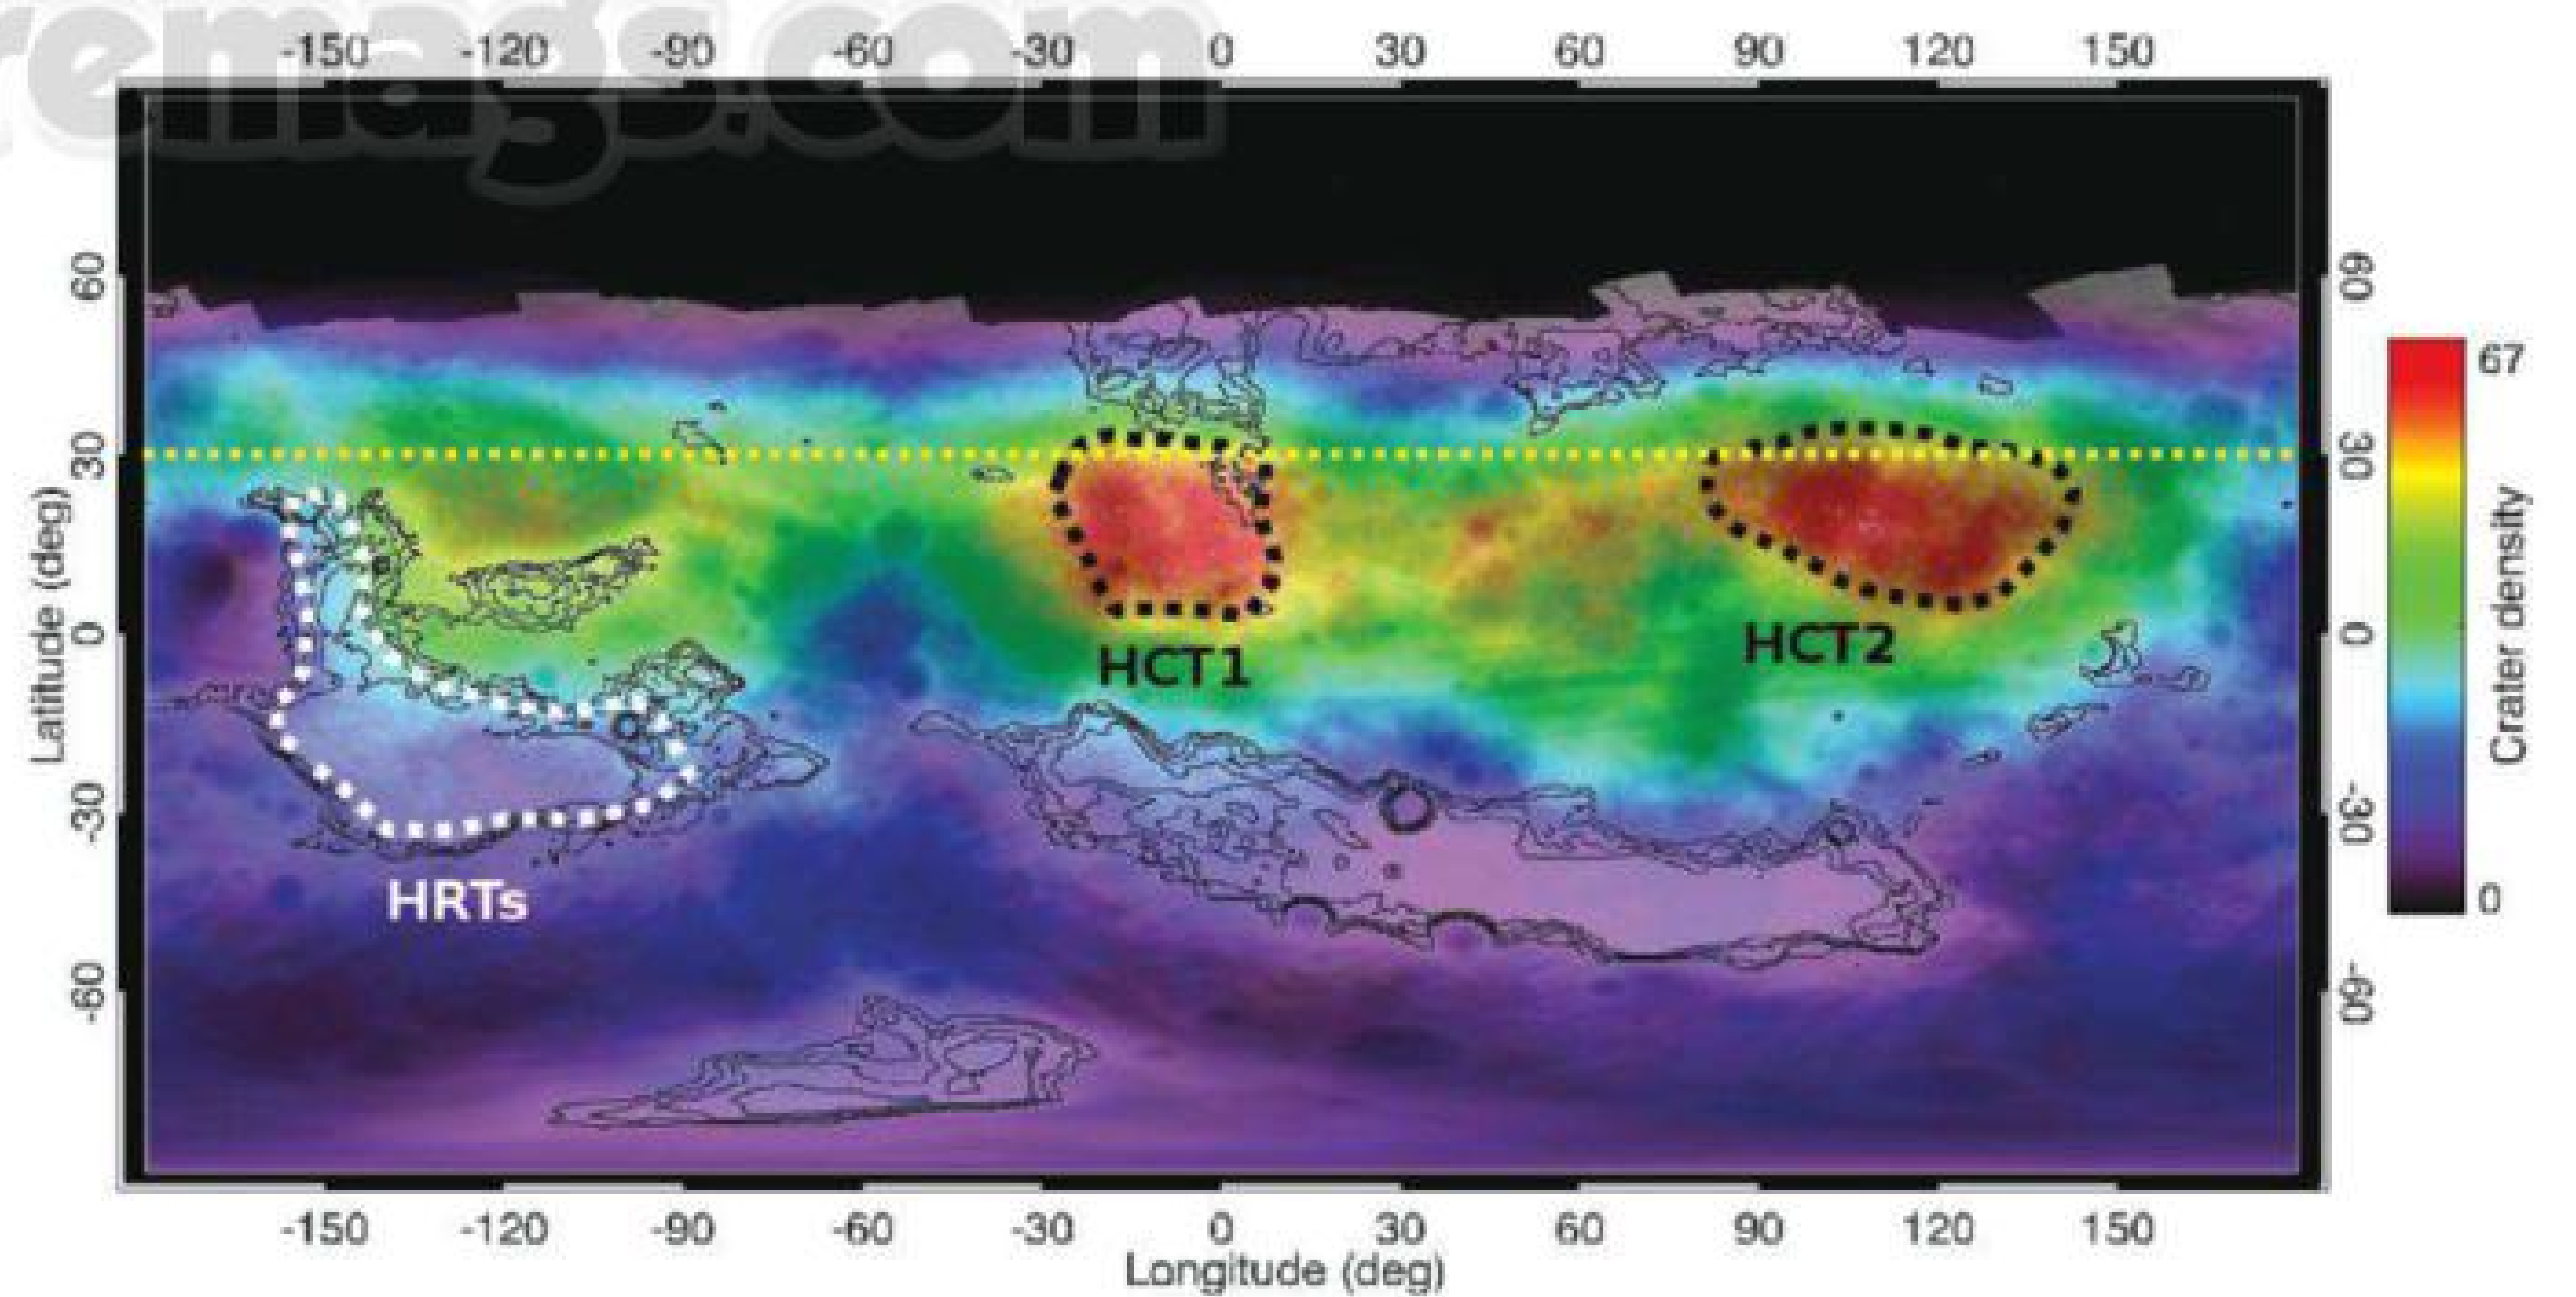 remags.com
-150 -120 -90 -60 -30 0 30 60 90 120 150
60 60
30 30
0 0
-30 -30
-60 -60
Latitude (deg)
HCT1
HCT2
HRTs
67
Crater density
0
-150 -120 -90 -60 -30 0 30 60 90 120 150
Longitude (deg)